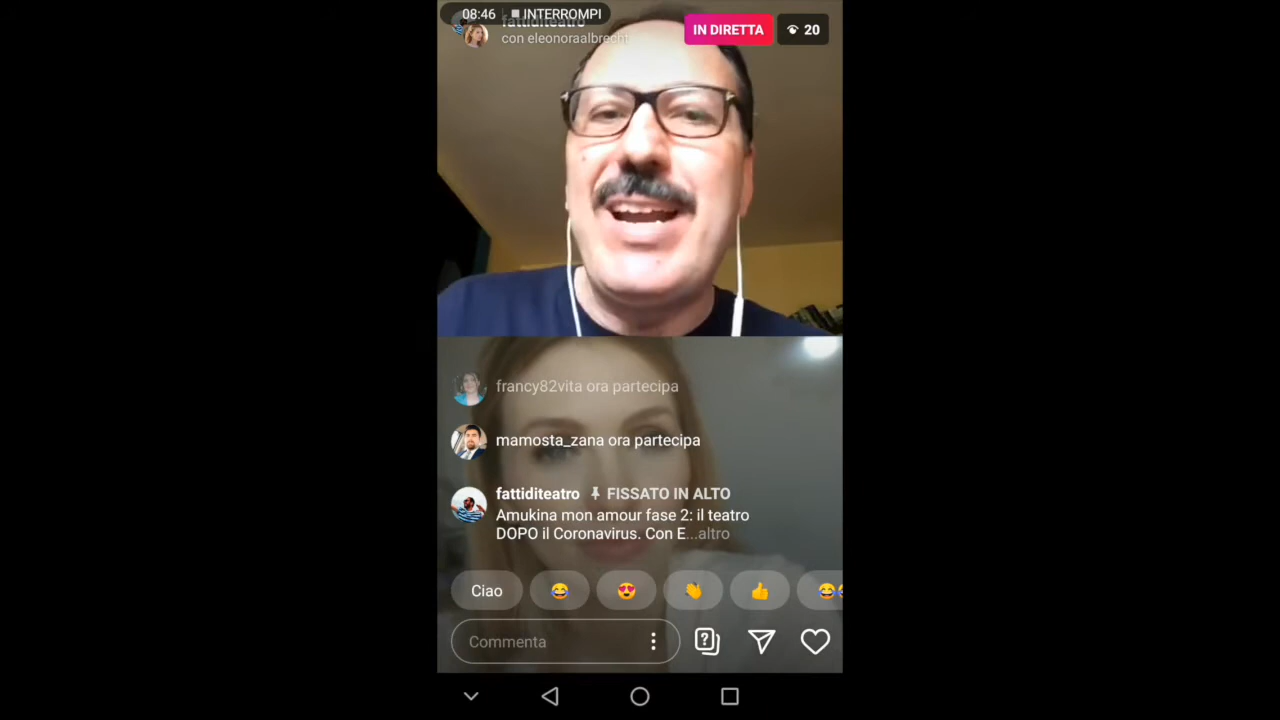 08:46 INTERROMPI
fattiditeatro
con eleonoraalbrecht
IN DIRETTA
20
francy82vita ora partecipa
mamosta_zana ora partecipa
fattiditeatro FISSATO IN ALTO
Amukina mon amour fase 2: il teatro
DOPO il Coronavirus. Con E...altro
Ciao
Commenta